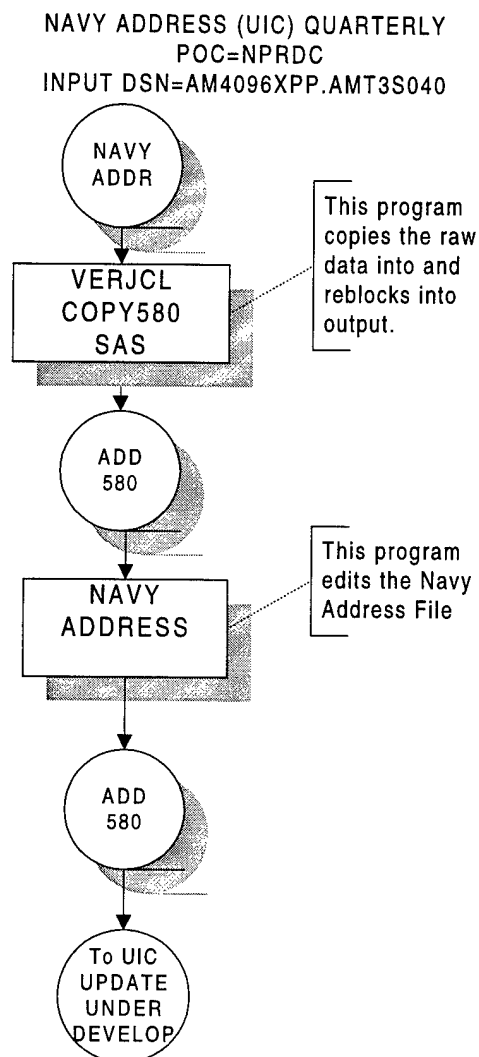 NAVY ADDRESS (UIC) QUARTERLY
POC=NPRDC
INPUT DSN=AM4096XPP.AMT3S040
NAVY
ADDR
This program
copies the raw
data into and
reblocks into
output.
VERJCL
COPY580
SAS
ADD
580
This program
edits the Navy
Address File
NAVY
ADDRESS
ADD
580
To UIC
UPDATE
UNDER
DEVELOP